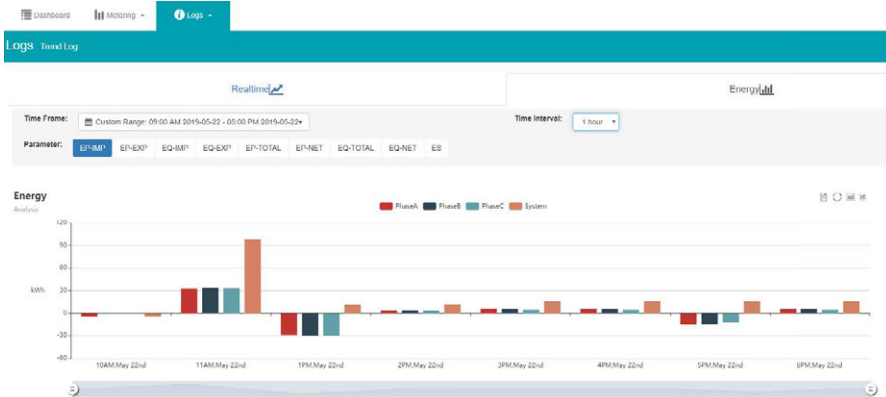 Dashboard Metering Logs
Logs Trend Log
Realtime Energy
Time Frame: Custom Range: 09:00 AM 2019-05-22 - 05:00 PM 2019-05-22 Time Interval: 1 hour
Parameter: EP-IMP EP-EXP EQ-IMP EQ-EXP EP-TOTAL EP-NET EQ-TOTAL EQ-NET ES
Energy
Analysis
PhaseA PhaseB PhaseC System
120
90
60
kWh 30
0
-30
-60
10AM,May 22nd 11AM,May 22nd 1PM,May 22nd 2PM,May 22nd 3PM,May 22nd 4PM,May 22nd 5PM,May 22nd 6PM,May 22nd